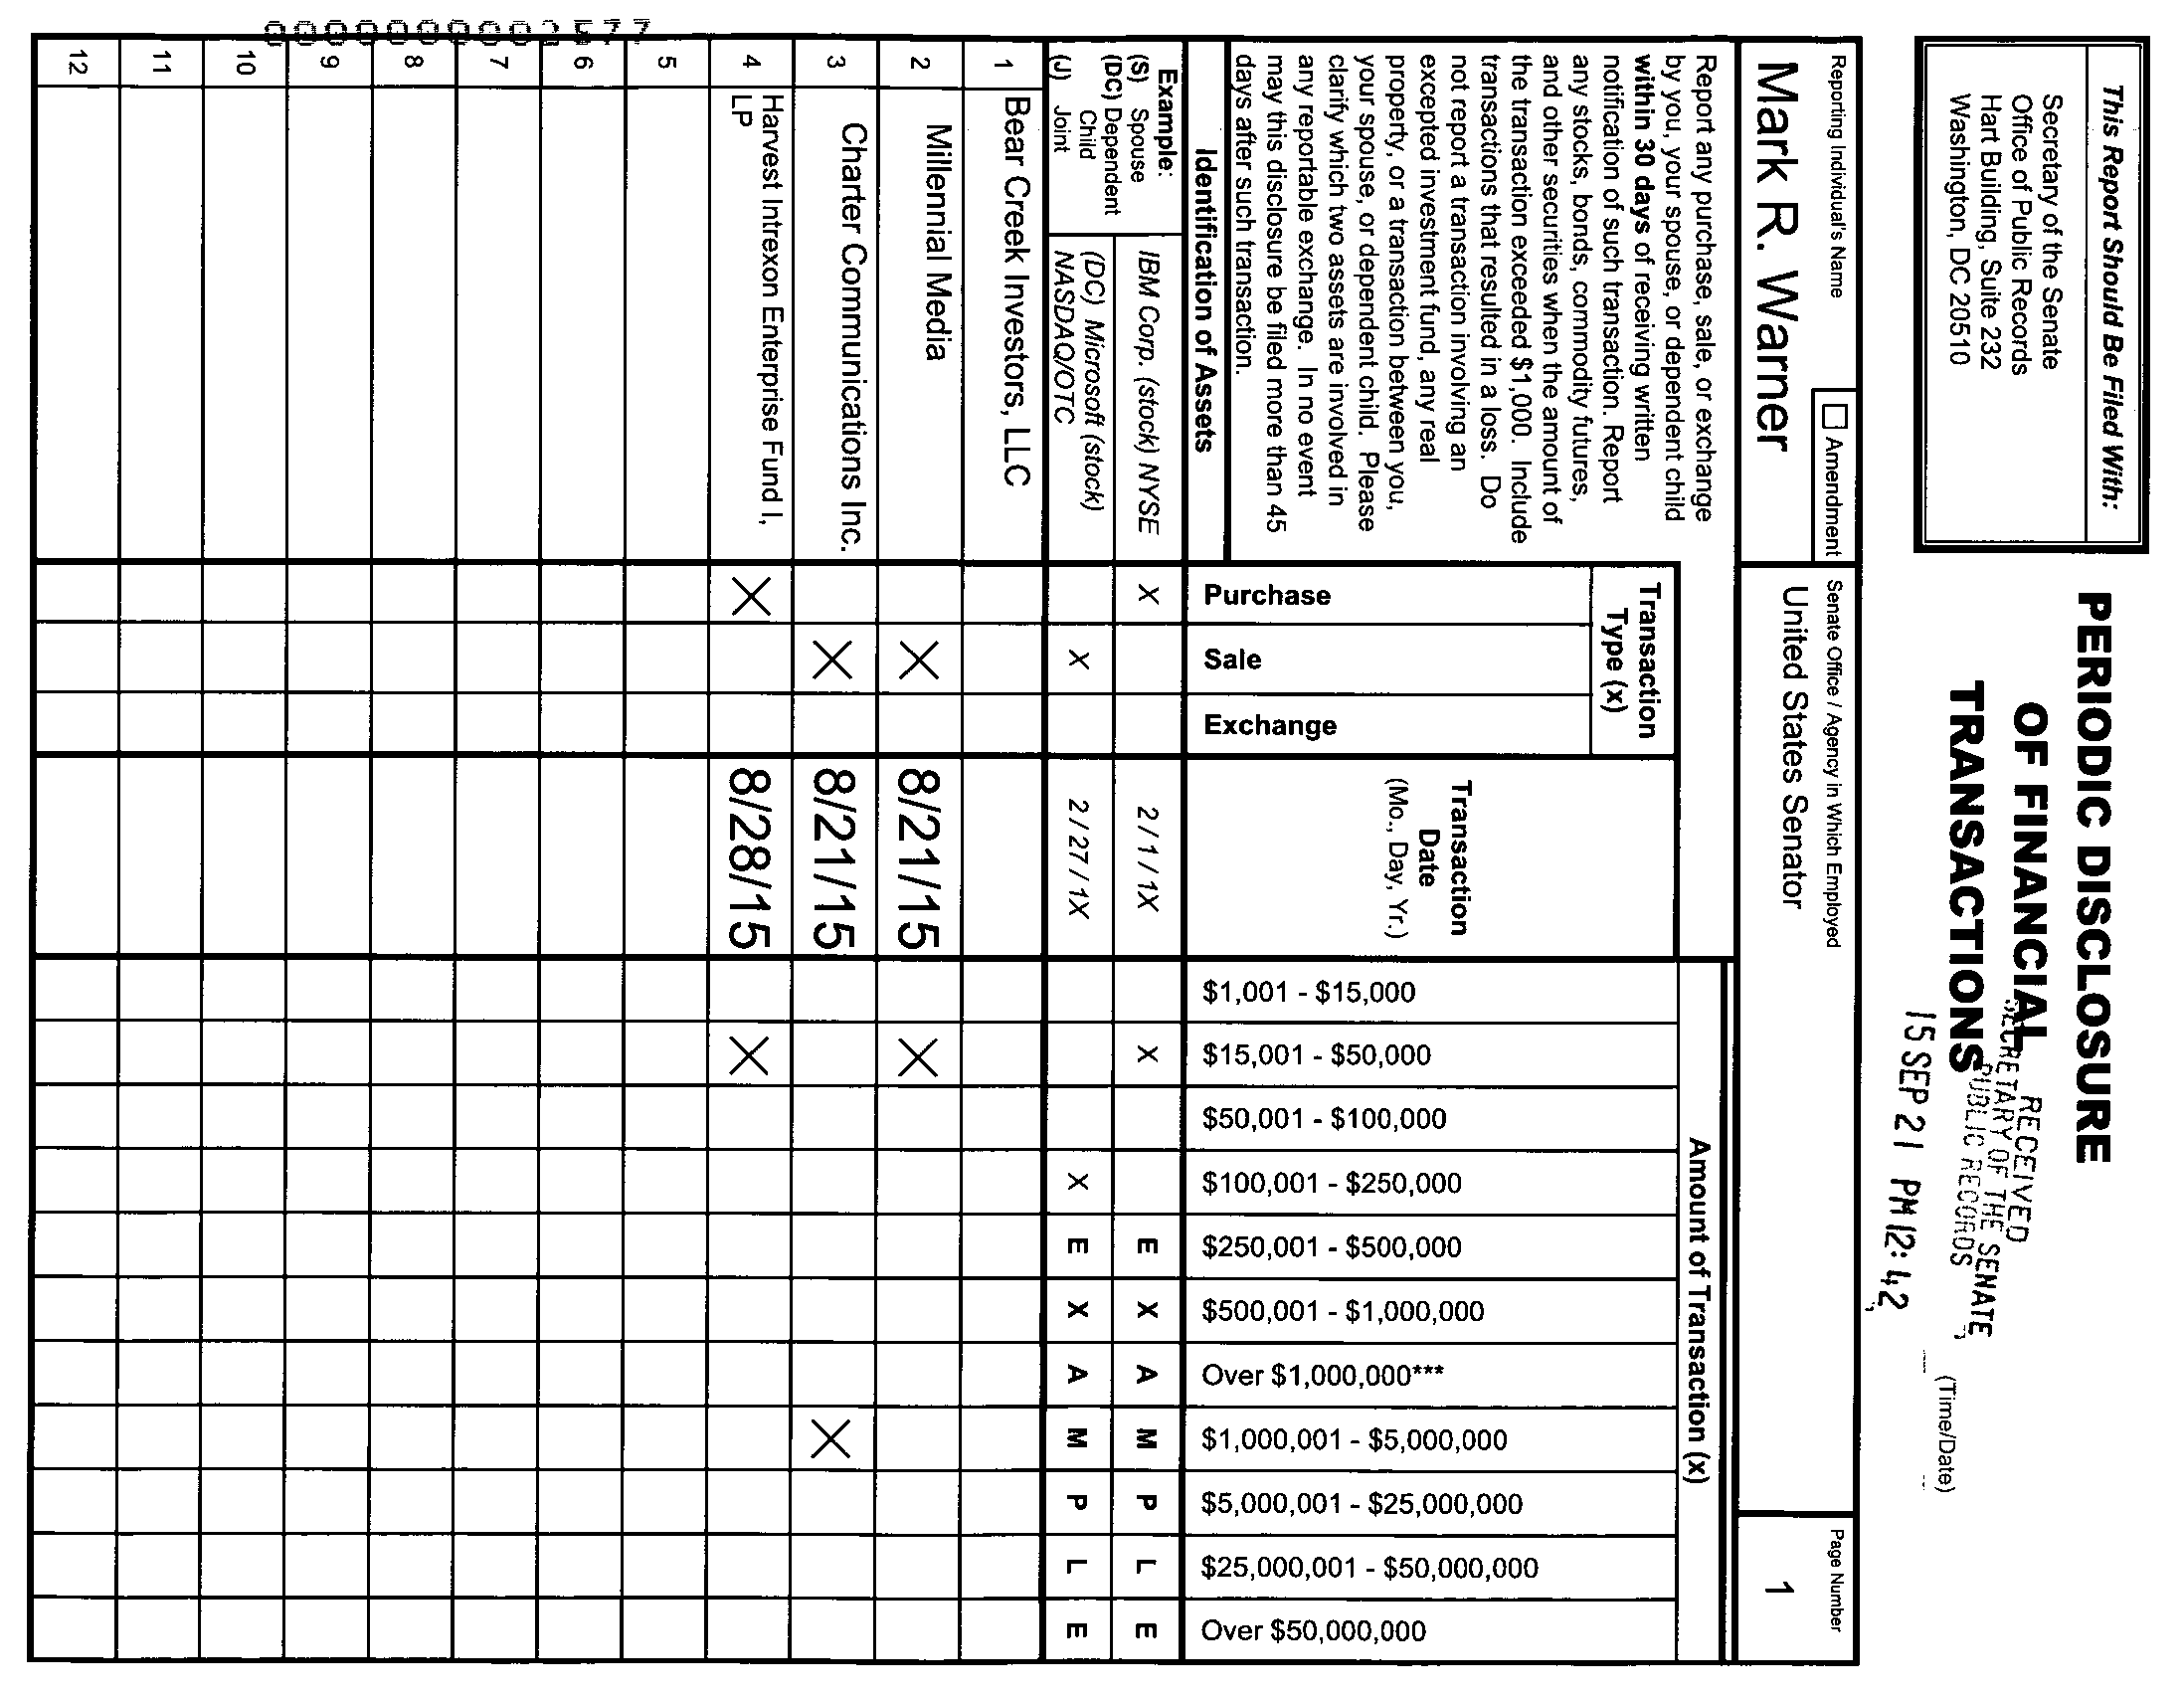 This Report Should Be Filed With:
Secretary of the Senate
Office of Public Records
Hart Building, Suite 232
Washington, DC 20510
PERIODIC DISCLOSURE
OF FINANCIAL
TRANSACTIONS
RECEIVED
SECRETARY OF THE SENATE
PUBLIC RECORDS
15 SEP 21 PM 12:42
(Time/Date)
Reporting Individual's Name
Mark R. Warner
Amendment
Senate Office / Agency in Which Employed
United States Senator
Page Number
1
Report any purchase, sale, or exchange
by you, your spouse, or dependent child
within 30 days of receiving written
notification of such transaction. Report
any stocks, bonds, commodity futures,
and other securities when the amount of
the transaction exceeded $1,000. Include
transactions that resulted in a loss. Do
not report a transaction involving an
excepted investment fund, any real
property, or a transaction between you,
your spouse, or dependent child. Please
clarify which two assets are involved in
any reportable exchange. In no event
may this disclosure be filed more than 45
days after such transaction.
Identification of Assets
Transaction
Type (x)
Purchase
Sale
Exchange
Transaction
Date
(Mo., Day, Yr.)
Amount of Transaction (x)
$1,001 - $15,000
$15,001 - $50,000
$50,001 - $100,000
$100,001 - $250,000
$250,001 - $500,000
$500,001 - $1,000,000
Over $1,000,000***
$1,000,001 - $5,000,000
$5,000,001 - $25,000,000
$25,000,001 - $50,000,000
Over $50,000,000
Example:
(S) Spouse
(DC) Dependent
Child
(J) Joint
IBM Corp. (stock) NYSE X 2 / 1 / 1X X E X A M P L E
(DC) Microsoft (stock)
NASDAQ/OTC X 2 / 27 / 1X X E X A M P L E
1 Bear Creek Investors, LLC
2 Millennial Media X 8/21/15 X
3 Charter Communications Inc. X 8/21/15 X
4 Harvest Intrexon Enterprise Fund I,
LP X 8/28/15 X
5
6
7
8
9
10
11
12
0000000002577